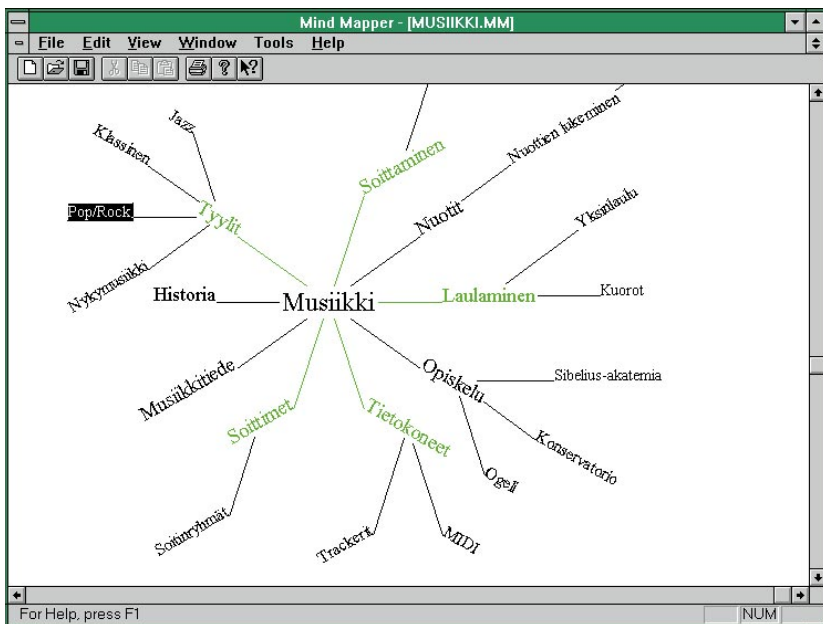 Mind Mapper - [MUSIIKKI.MM]
File Edit View Window Tools Help
Jazz
Klassinen
Pop/Rock
Tyylit
Nykymusiikki
Soittaminen
Nuottien lukeminen
Nuotit
Yksinlaulu
Historia
Musiikki
Laulaminen
Kuorot
Musiikkitiede
Opiskelu
Sibelius-akatemia
Soittimet
Tietokoneet
Konservatorio
Ogeli
Soitinryhmät
Trackerit
MIDI
For Help, press F1
NUM